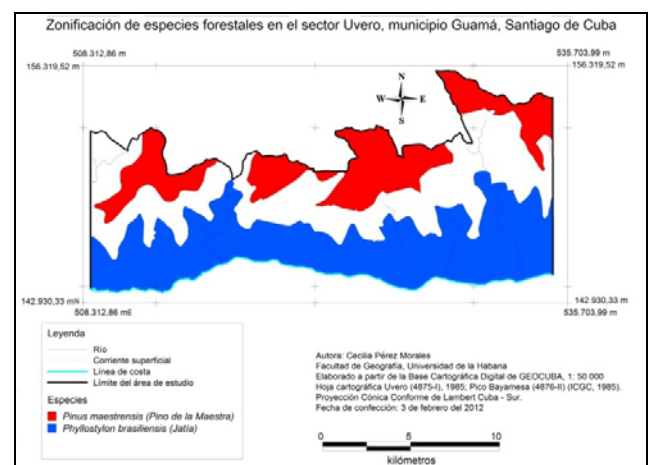 Zonificación de especies forestales en el sector Uvero, municipio Guamá, Santiago de Cuba
508.312,86 m
535.703,99 m
156.319,52 m
156.319,52 m
N
W E
S
142.930,33 mN
142.930,33 m
508.312,86 mE
535.703,99 m
Leyenda
Río
Corriente superficial
Línea de costa
Límite del área de estudio
Especies
Pinus maestrensis (Pino de la Maestra)
Phyllostylon brasiliensis (Jatía)
Autora: Cecilia Pérez Morales
Facultad de Geografía, Universidad de la Habana
Elaborado a partir de la Base Cartográfica Digital de GEOCUBA, 1: 50 000
Hoja cartográfica Uvero (4875-I), 1985; Pico Bayamesa (4876-II) (ICGC, 1985).
Proyección Cónica Conforme de Lambert Cuba - Sur.
Fecha de confección: 3 de febrero del 2012
0 5 10
kilómetros